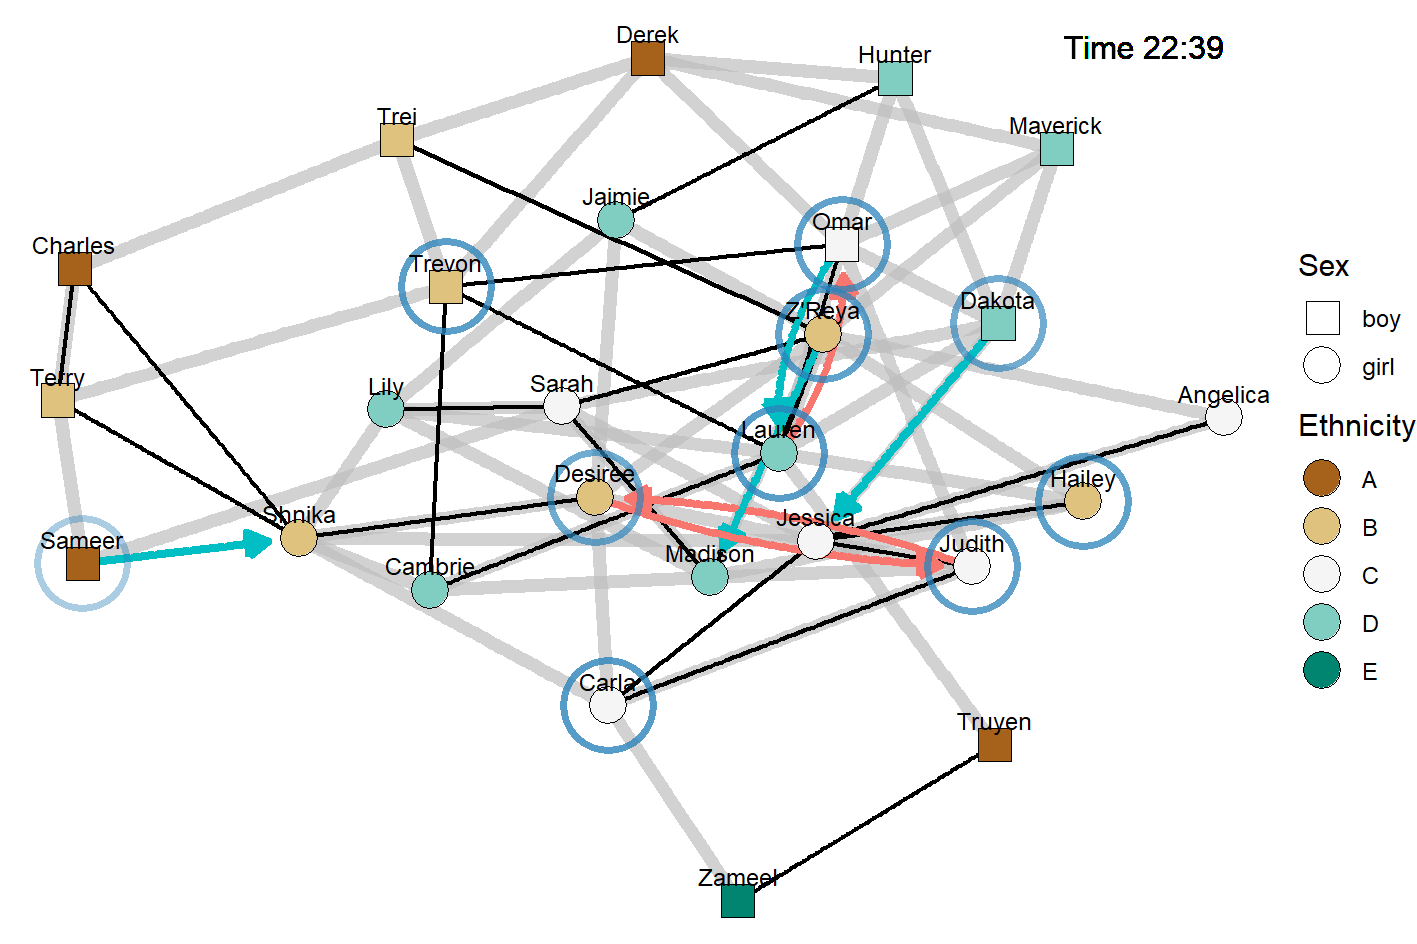 Derek
Hunter
Time 22:39
Trei
Maverick
Jaimie
Omar
Charles
Trevon
Sex
Z'Reya
Dakota
boy
girl
Terry
Lily
Sarah
Angelica
Lauren
Ethnicity
Desiree
Hailey
A
Shnika
Jessica
B
Sameer
Madison
Judith
Cambrie
C
D
Carla
E
Truyen
Zameel